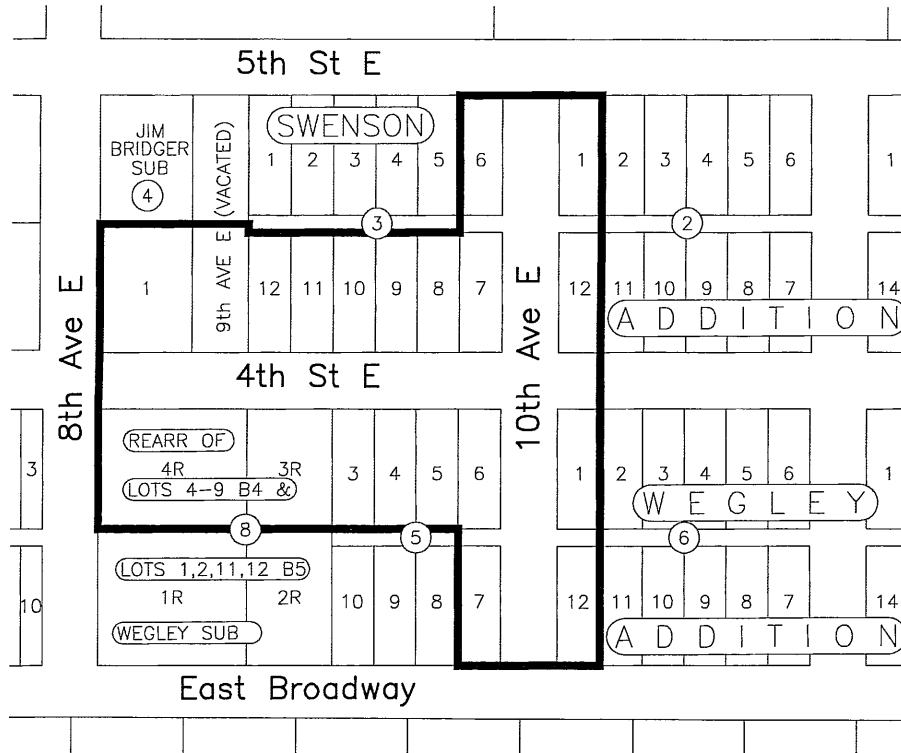 5th St E
JIM
BRIDGER
SUB
4
9th AVE E (VACATED)
SWENSON
1 2 3 4 5 6 1 2 3 4 5 6 1
3 2
8th Ave E
1 12 11 10 9 8 7 12 11 10 9 8 7 14
10th Ave E
ADDITION
4th St E
REARR OF
3 4R 3R 3 4 5 6 1 2 3 4 5 6 1
LOTS 4-9 B4 &
WEGLEY
8 5 6
LOTS 1,2,11,12 B5
10 1R 2R 10 9 8 7 12 11 10 9 8 7 14
WEGLEY SUB
ADDITION
East Broadway